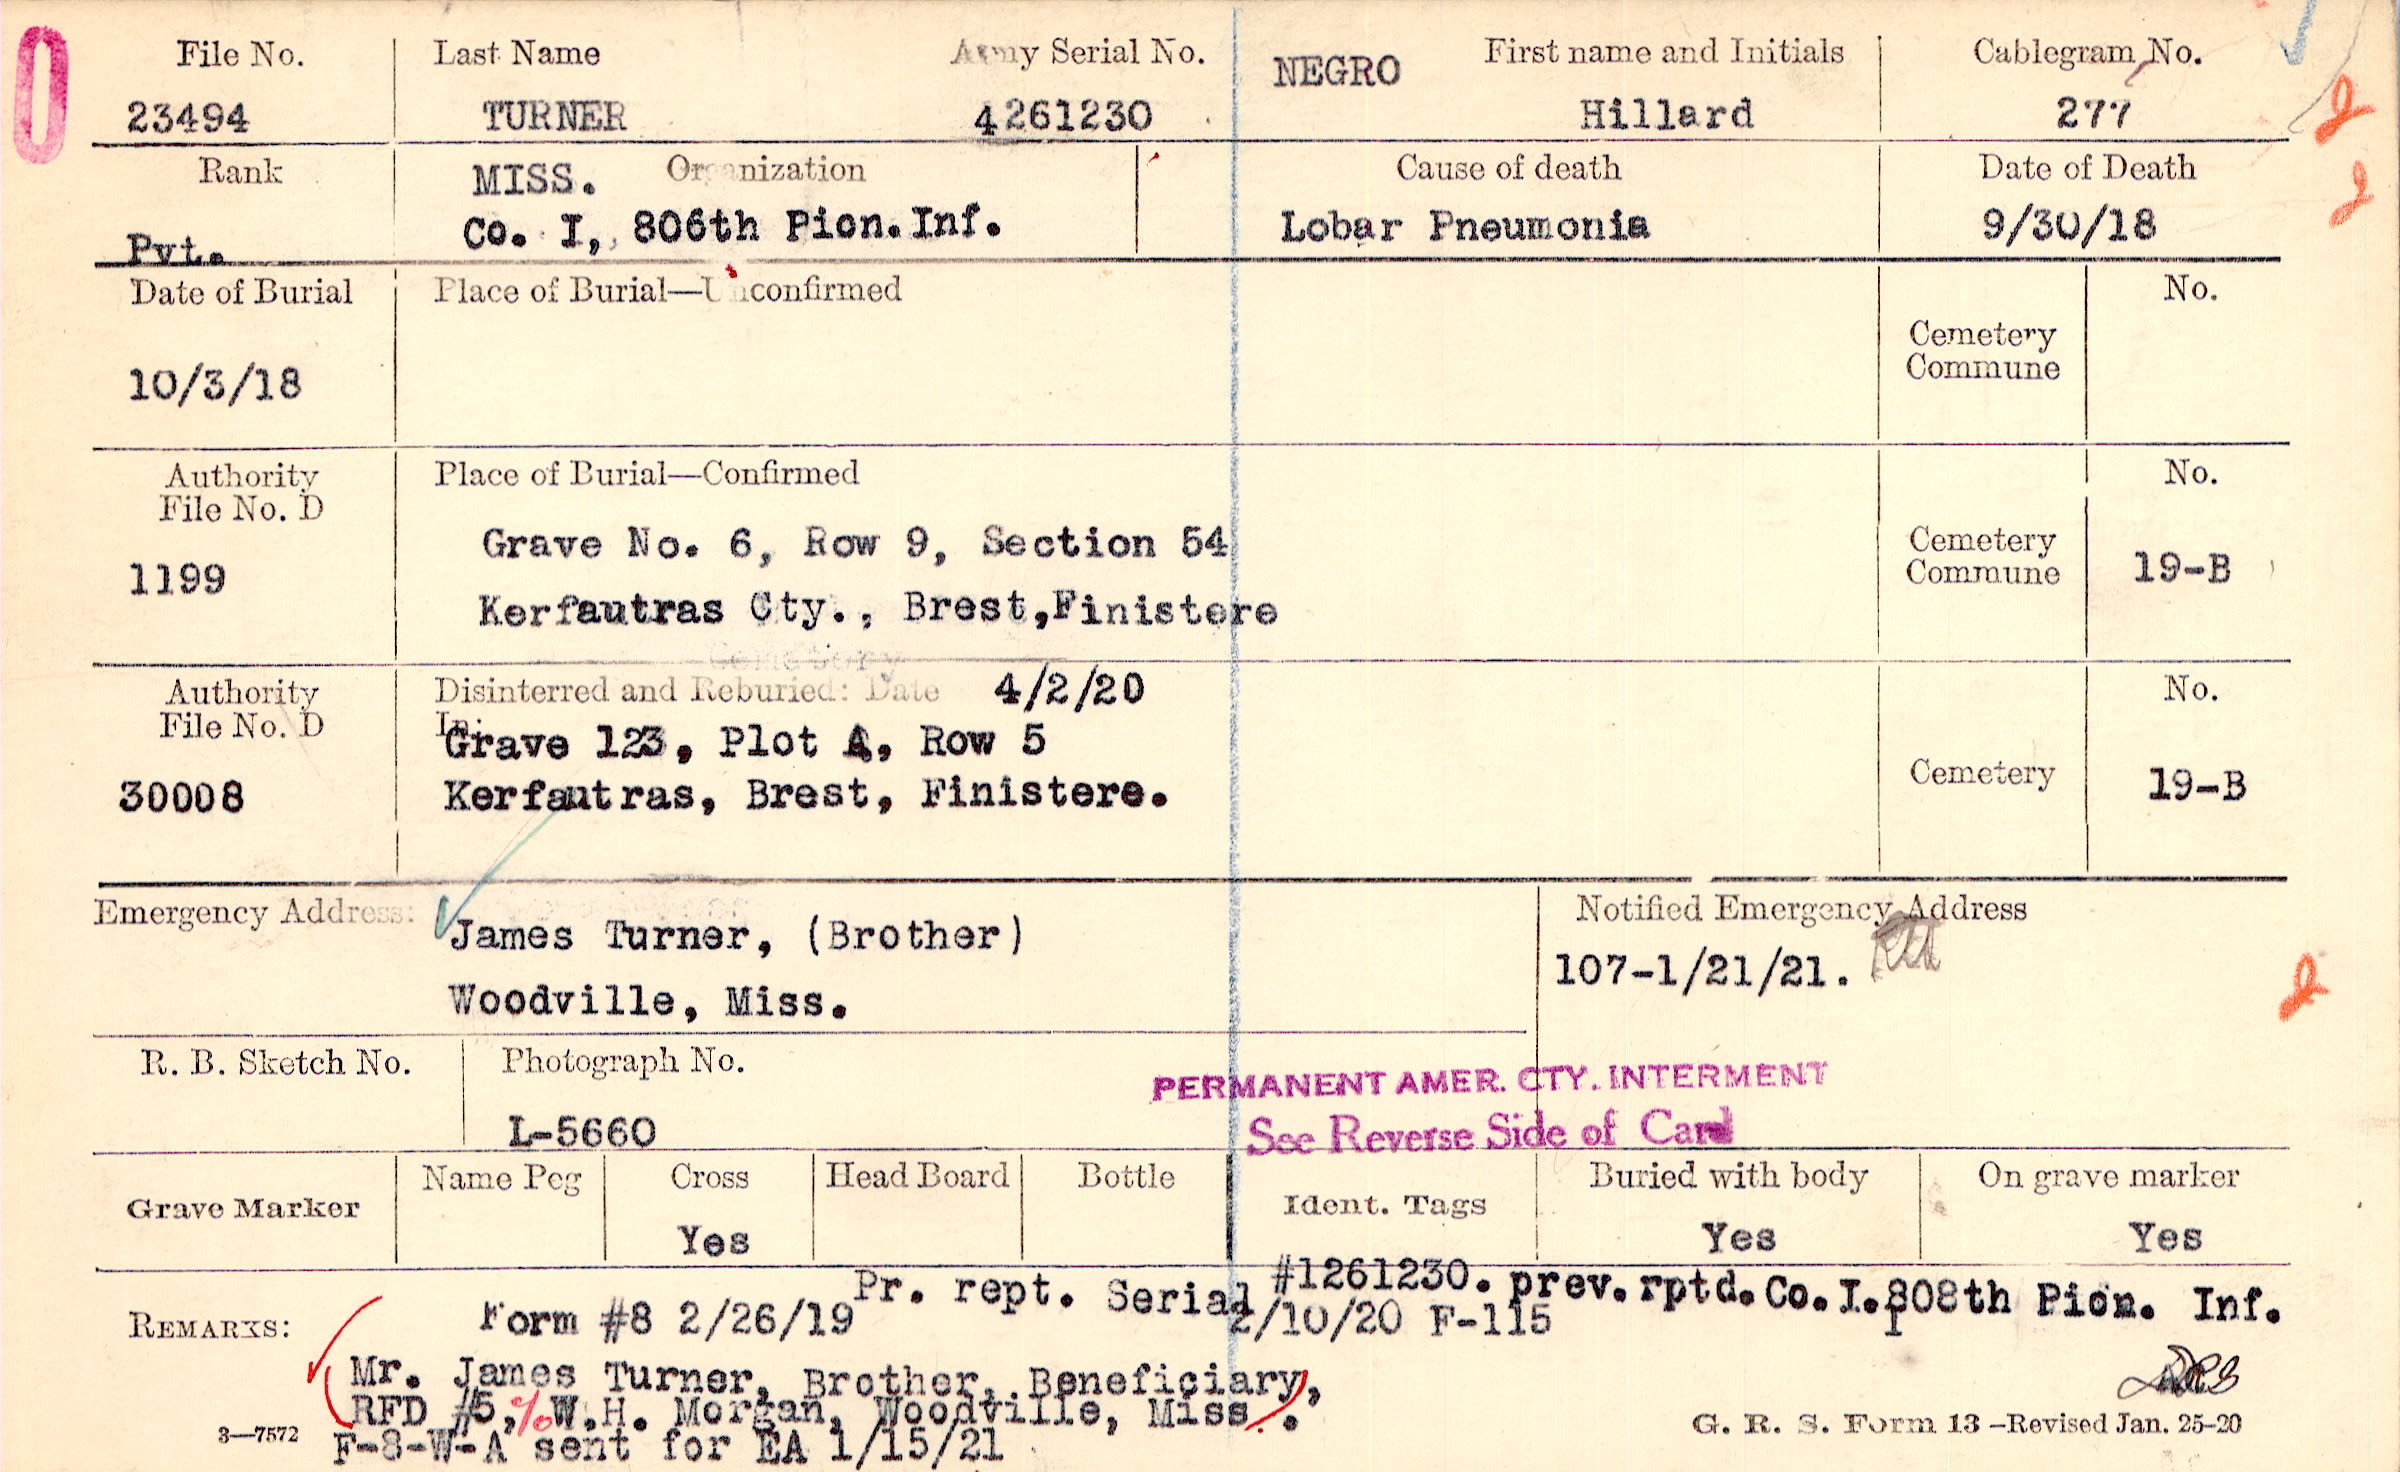 File No. Last Name Army Serial No. NEGRO First name and Initials Cablegram No.
23494 TURNER 4261230 Hillard 277
Rank MISS. Organization Cause of death Date of Death
Pvt. Co. I, 806th Pion. Inf. Lobar Pneumonia 9/30/18
Date of Burial Place of Burial—Unconfirmed No.
Cemetery
Commune
10/3/18
Authority Place of Burial—Confirmed No.
File No. D
Grave No. 6, Row 9, Section 54 Cemetery
1199 Commune 19-B
Kerfautras Cty., Brest, Finistere
Cemetery
Authority Disinterred and Reburied: Date 4/2/20 No.
File No. D In:
Grave 123, Plot A, Row 5
Cemetery
30008 Kerfautras, Brest, Finistere. 19-B
Emergency Address: Notified Emergency Address
James Turner, (Brother) 107-1/21/21.
Woodville, Miss.
R. B. Sketch No. Photograph No.
PERMANENT AMER. CTY. INTERMENT
L-5660 See Reverse Side of Card
Grave Marker Name Peg Cross Head Board Bottle Ident. Tags Buried with body On grave marker
Yes Yes Yes
Pr. rept. Serial #1261230. prev. rptd. Co. I. 808th Pion. Inf.
REMARKS: Form #8 2/26/19 2/10/20 F-115
Mr. James Turner, Brother, Beneficiary,
RFD #5, % W.H. Morgan, Woodville, Miss.
3—7572 F-8-W-A sent for EA 1/15/21
G. R. S. Form 13 —Revised Jan. 25-20